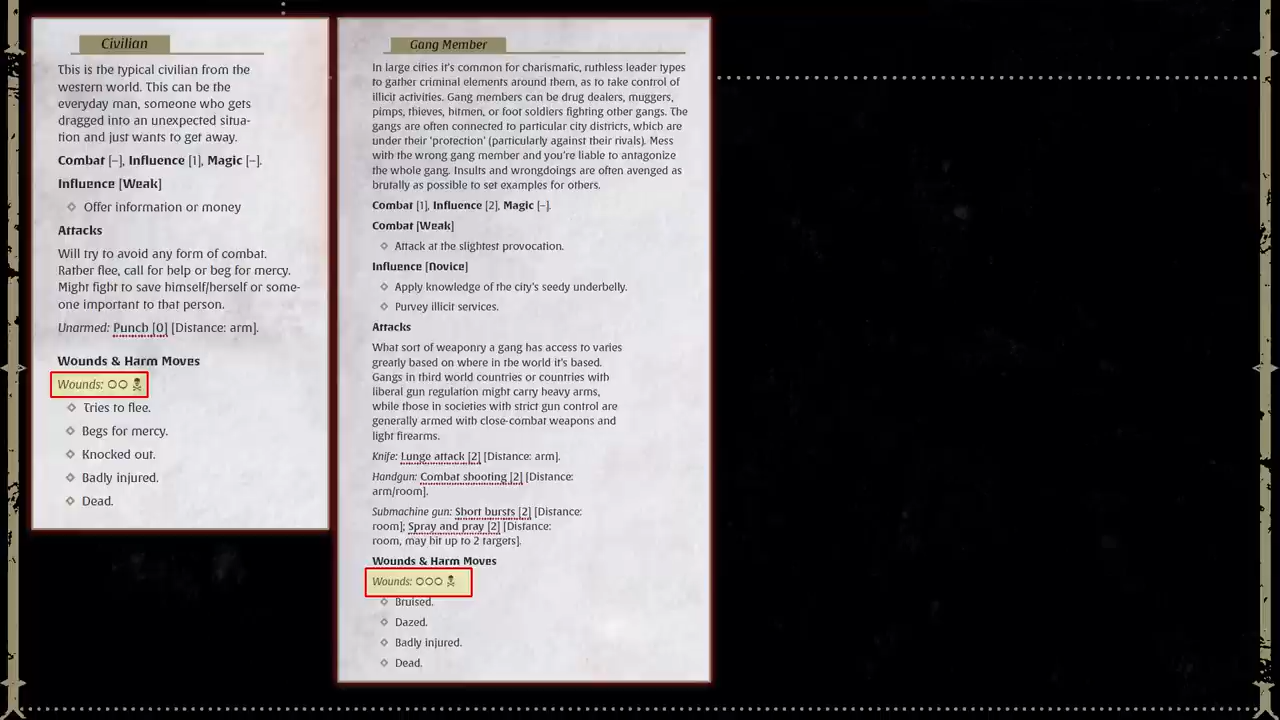 Civilian
This is the typical civilian from the
western world. This can be the
everyday man, someone who gets
dragged into an unexpected situa-
tion and just wants to get away.
Combat [–], Influence [1], Magic [–].
Influence [Weak]
Offer information or money
Attacks
Will try to avoid any form of combat.
Rather flee, call for help or beg for mercy.
Might fight to save himself/herself or some-
one important to that person.
Unarmed: Punch [0] [Distance: arm].
Wounds & Harm Moves
Wounds:
Tries to flee.
Begs for mercy.
Knocked out.
Badly injured.
Dead.
Gang Member
In large cities it's common for charismatic, ruthless leader types
to gather criminal elements around them, as to take control of
illicit activities. Gang members can be drug dealers, muggers,
pimps, thieves, hitmen, or foot soldiers fighting other gangs. The
gangs are often connected to particular city districts, which are
under their 'protection' (particularly against their rivals). Mess
with the wrong gang member and you're liable to antagonize
the whole gang. Insults and wrongdoings are often avenged as
brutally as possible to set examples for others.
Combat [1], Influence [2], Magic [–].
Combat [Weak]
Attack at the slightest provocation.
Influence [Novice]
Apply knowledge of the city's seedy underbelly.
Purvey illicit services.
Attacks
What sort of weaponry a gang has access to varies
greatly based on where in the world it's based.
Gangs in third world countries or countries with
liberal gun regulation might carry heavy arms,
while those in societies with strict gun control are
generally armed with close-combat weapons and
light firearms.
Knife: Lunge attack [2] [Distance: arm].
Handgun: Combat shooting [2] [Distance:
arm/room].
Submachine gun: Short bursts [2] [Distance:
room]; Spray and pray [2] [Distance:
room, may hit up to 2 targets].
Wounds & Harm Moves
Wounds:
Bruised.
Dazed.
Badly injured.
Dead.